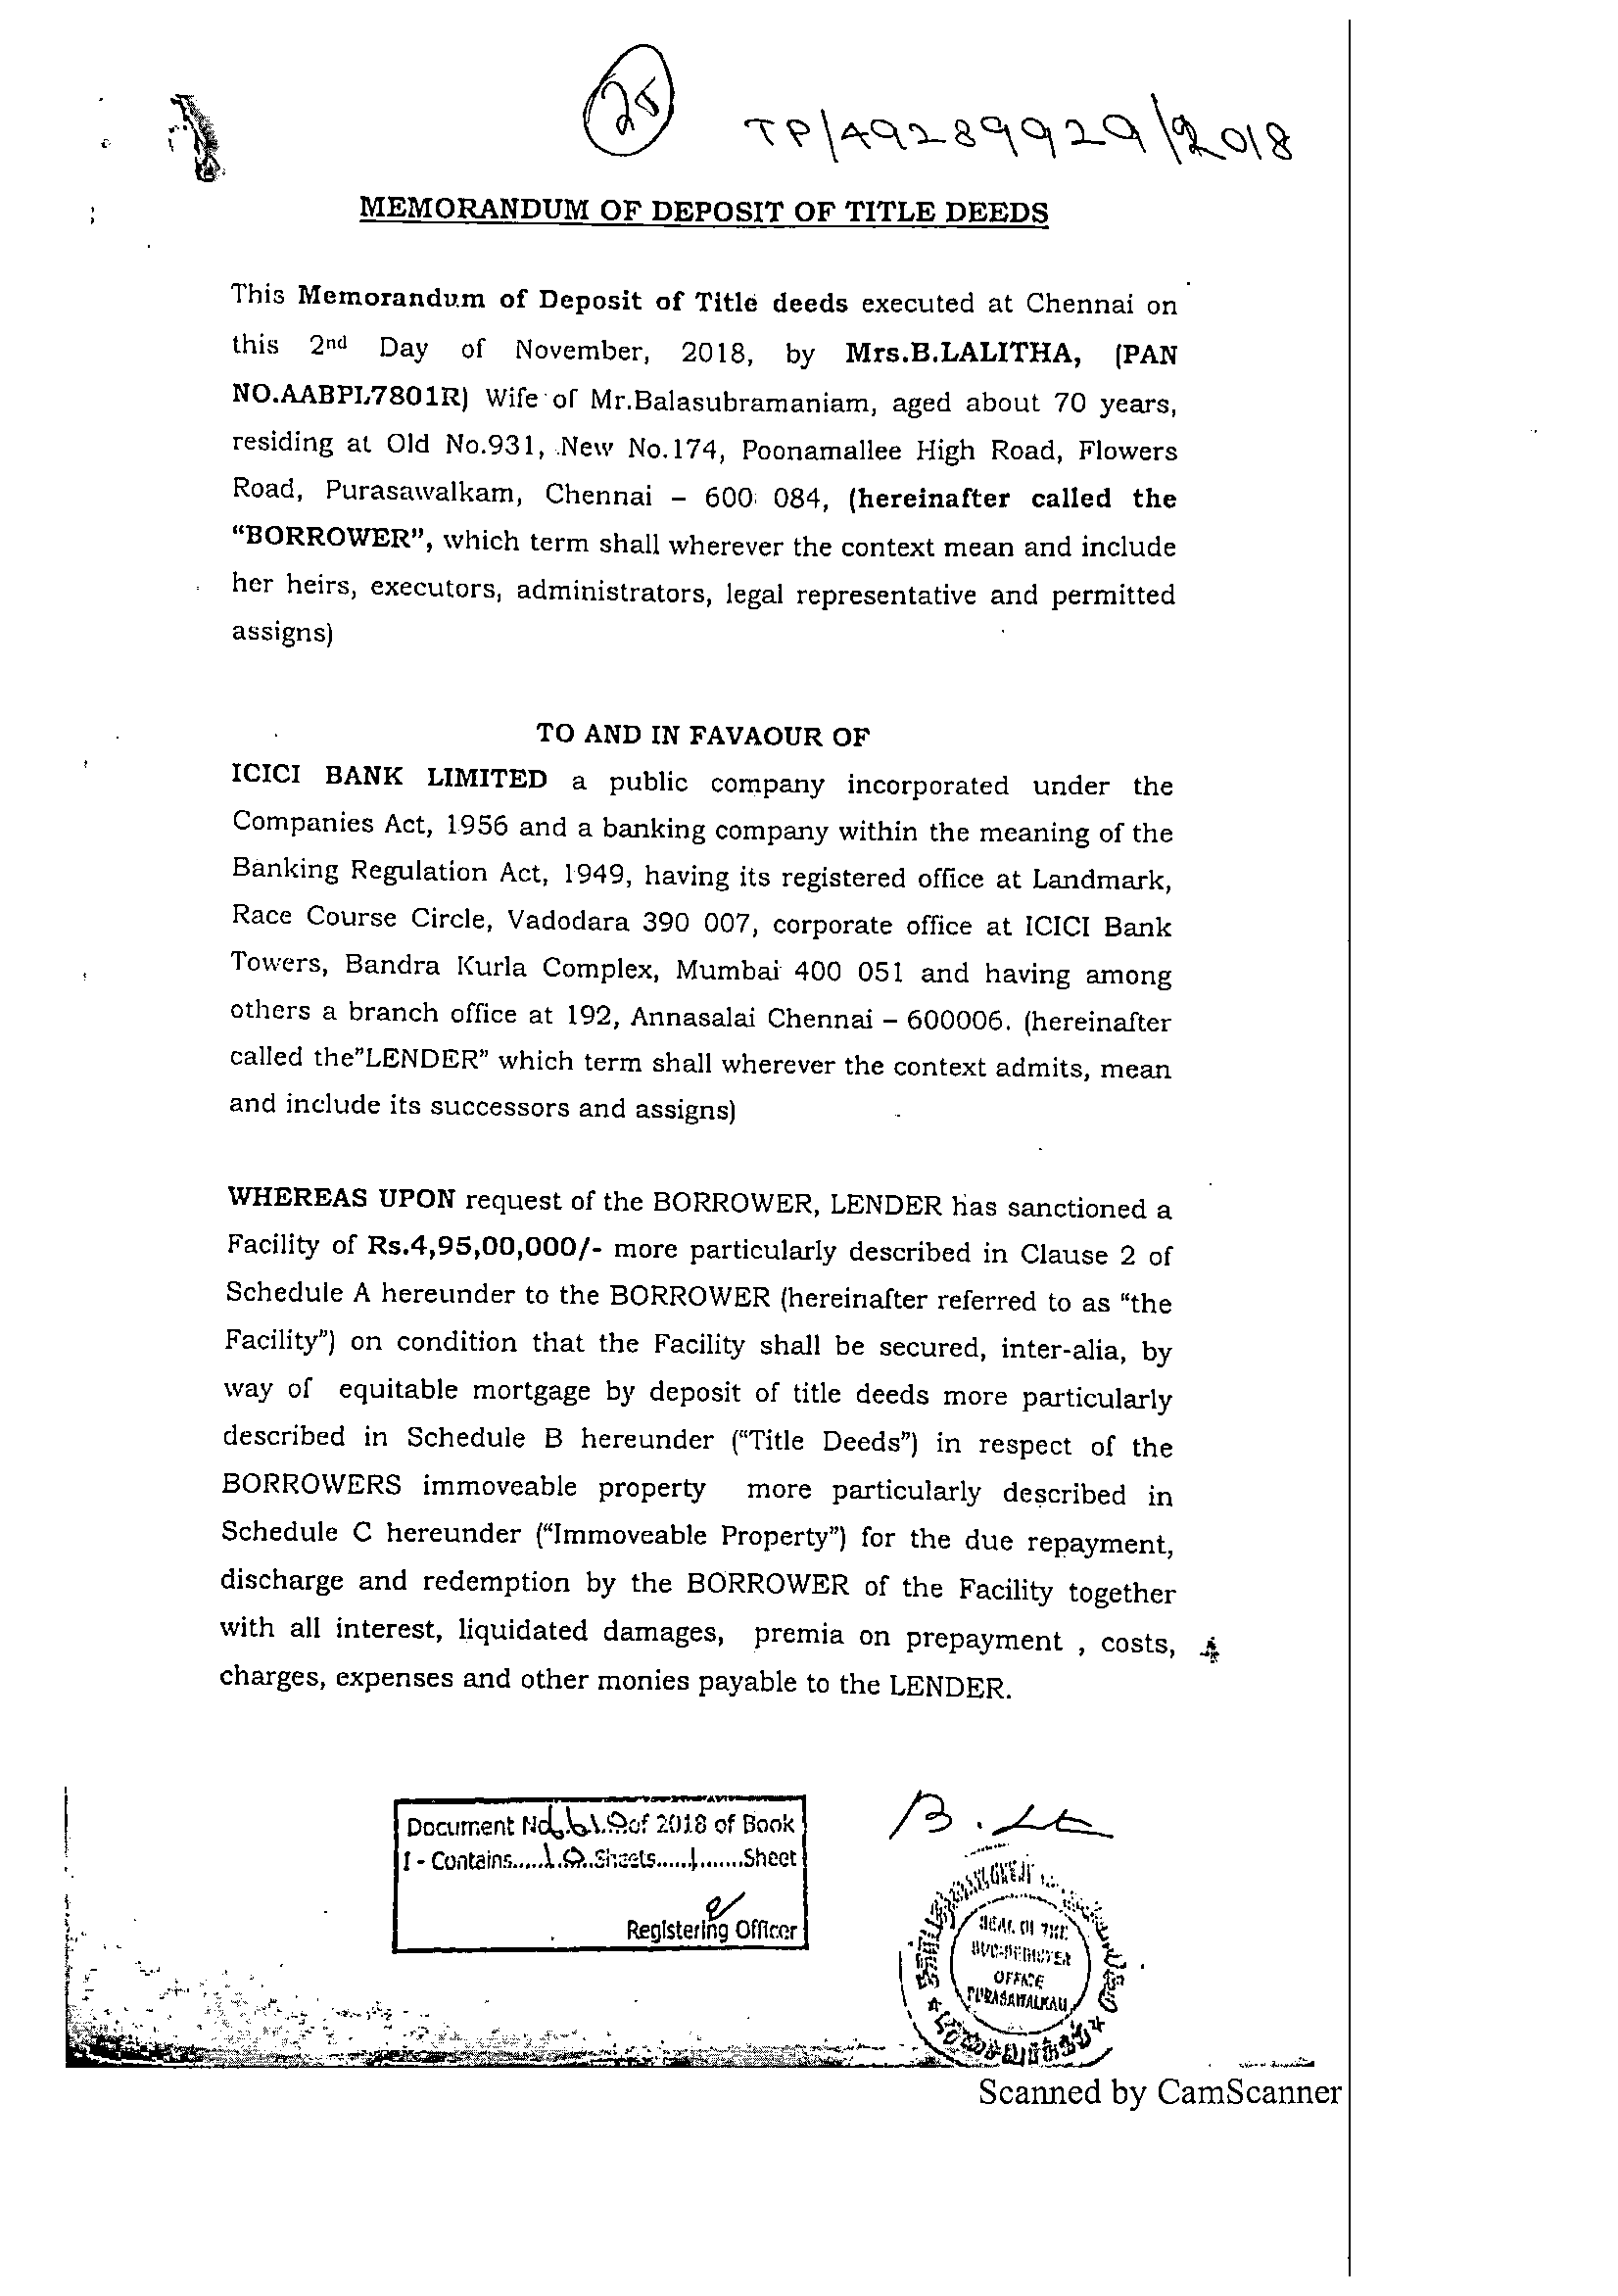 25
TP/49289929/2018
MEMORANDUM OF DEPOSIT OF TITLE DEEDS
This Memorandum of Deposit of Title deeds executed at Chennai on
this 2nd Day of November, 2018, by Mrs.B.LALITHA, (PAN
NO.AABPL7801R) Wife of Mr.Balasubramaniam, aged about 70 years,
residing at Old No.931, New No.174, Poonamallee High Road, Flowers
Road, Purasawalkam, Chennai – 600 084, (hereinafter called the
“BORROWER”, which term shall wherever the context mean and include
her heirs, executors, administrators, legal representative and permitted
assigns)
TO AND IN FAVAOUR OF
ICICI BANK LIMITED a public company incorporated under the
Companies Act, 1956 and a banking company within the meaning of the
Banking Regulation Act, 1949, having its registered office at Landmark,
Race Course Circle, Vadodara 390 007, corporate office at ICICI Bank
Towers, Bandra Kurla Complex, Mumbai 400 051 and having among
others a branch office at 192, Annasalai Chennai – 600006. (hereinafter
called the”LENDER” which term shall wherever the context admits, mean
and include its successors and assigns)
WHEREAS UPON request of the BORROWER, LENDER has sanctioned a
Facility of Rs.4,95,00,000/- more particularly described in Clause 2 of
Schedule A hereunder to the BORROWER (hereinafter referred to as “the
Facility”) on condition that the Facility shall be secured, inter-alia, by
way of equitable mortgage by deposit of title deeds more particularly
described in Schedule B hereunder (“Title Deeds”) in respect of the
BORROWERS immoveable property more particularly described in
Schedule C hereunder (“Immoveable Property”) for the due repayment,
discharge and redemption by the BORROWER of the Facility together
with all interest, liquidated damages, premia on prepayment , costs,
charges, expenses and other monies payable to the LENDER.
Document No of 2018 of Book
I - Contains.....10..Sheets......1.......Sheet
Registering Officer
SEAL OF THE
SUB-REGISTER
OFFICE
PURASAWALKAM
Scanned by CamScanner